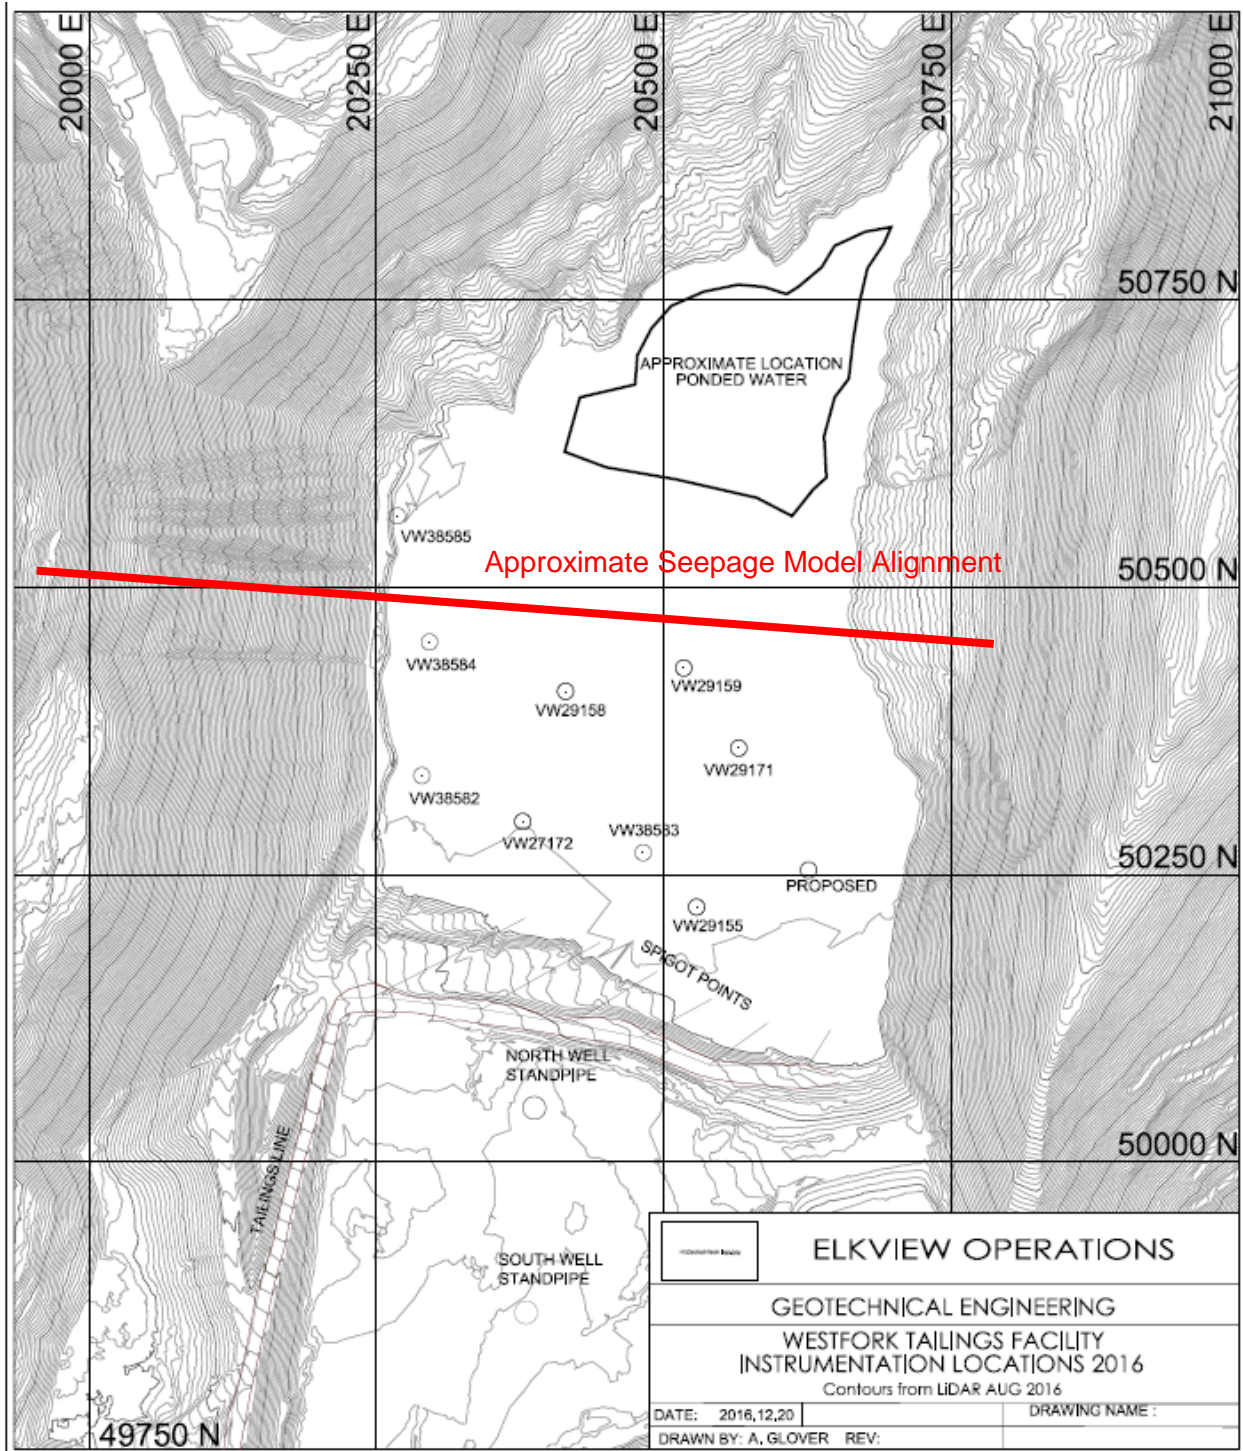 20000 E
20250 E
20500 E
20750 E
21000 E
50750 N
APPROXIMATE LOCATION
PONDED WATER
VW38585
Approximate Seepage Model Alignment
50500 N
VW38584
VW29159
VW29158
VW29171
VW38582
VW38583
VW27172
50250 N
PROPOSED
VW29155
SPIGOT POINTS
NORTH WELL
STANDPIPE
50000 N
TAILINGS LINE
SOUTH WELL
STANDPIPE
ELKVIEW OPERATIONS
GEOTECHNICAL ENGINEERING
WESTFORK TAILINGS FACILITY
INSTRUMENTATION LOCATIONS 2016
Contours from LiDAR AUG 2016
DATE: 2016.12.20
DRAWING NAME :
DRAWN BY: A. GLOVER REV:
49750 N